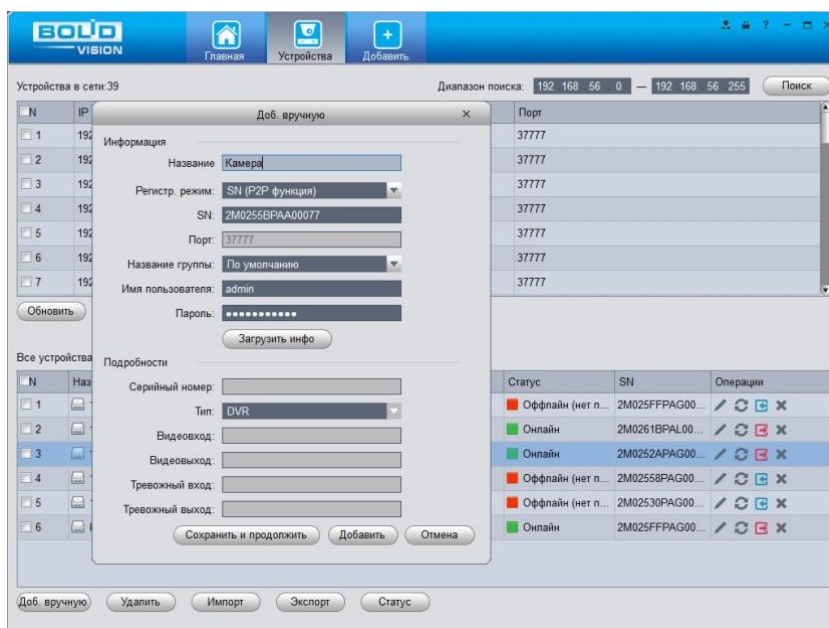 BOLID
VISION
Главная
Устройства
Добавить
Устройства в сети:39
Диапазон поиска: 192 168 56 0 — 192 168 56 255 Поиск
N IP Порт
1 192 37777
2 192 37777
3 192 37777
4 192 37777
5 192 37777
6 192 37777
7 192 37777
Обновить
Доб. вручную
Информация
Название Камера
Регистр. режим: SN (P2P функция)
SN: 2M0255BPAA00077
Порт: 37777
Название группы: По умолчанию
Имя пользователя: admin
Пароль: •••••••••••
Загрузить инфо
Подробности
Серийный номер:
Тип: DVR
Видеовход:
Видеовыход:
Тревожный вход:
Тревожный выход:
Сохранить и продолжить Добавить Отмена
Все устройства
N Наз Статус SN Операции
1 Оффлайн (нет п... 2M025FFPAG00...
2 Онлайн 2M0261BPAL00...
3 Онлайн 2M0252APAG00...
4 Оффлайн (нет п... 2M02558PAG00...
5 Оффлайн (нет п... 2M02530PAG00...
6 Онлайн 2M025FFPAG00...
Доб. вручную Удалить Импорт Экспорт Статус